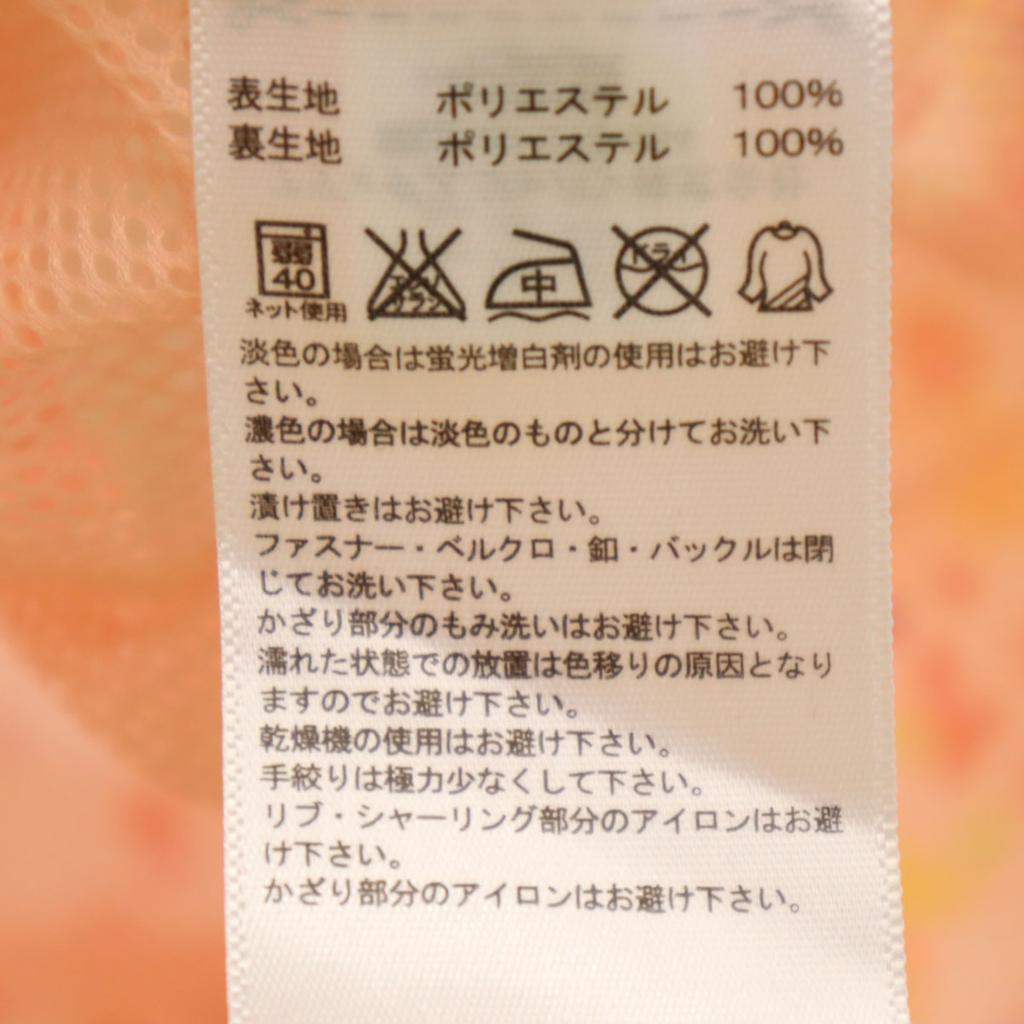 表生地 ポリエステル 100%
裏生地 ポリエステル 100%
弱
40
ネット使用
エンソ
サラシ
中
ドライ
淡色の場合は蛍光増白剤の使用はお避け下
さい。
濃色の場合は淡色のものと分けてお洗い下
さい。
漬け置きはお避け下さい。
ファスナー・ベルクロ・釦・バックルは閉
じてお洗い下さい。
かざり部分のもみ洗いはお避け下さい。
濡れた状態での放置は色移りの原因となり
ますのでお避け下さい。
乾燥機の使用はお避け下さい。
手絞りは極力少なくして下さい。
リブ・シャーリング部分のアイロンはお避
け下さい。
かざり部分のアイロンはお避け下さい。